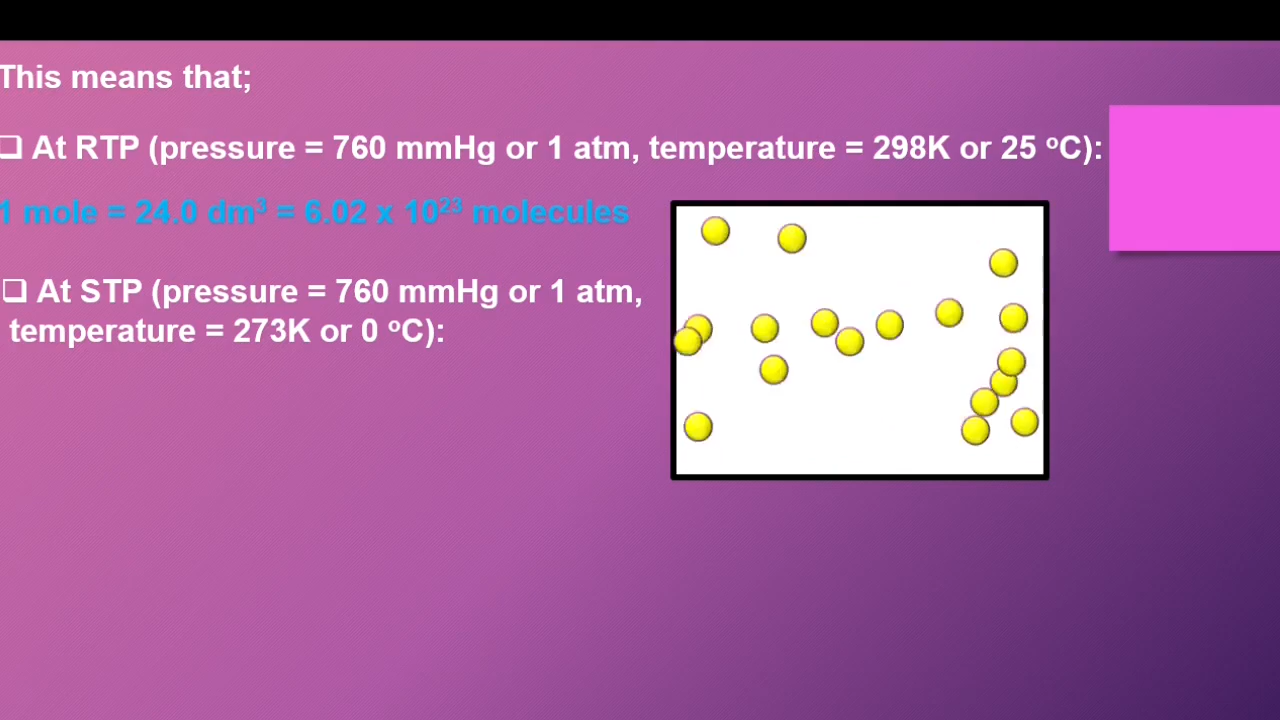 This means that;
❑ At RTP (pressure = 760 mmHg or 1 atm, temperature = 298K or 25 ᵒC):
1 mole = 24.0 dm³ = 6.02 x 10²³ molecules
❑ At STP (pressure = 760 mmHg or 1 atm,
temperature = 273K or 0 ᵒC):